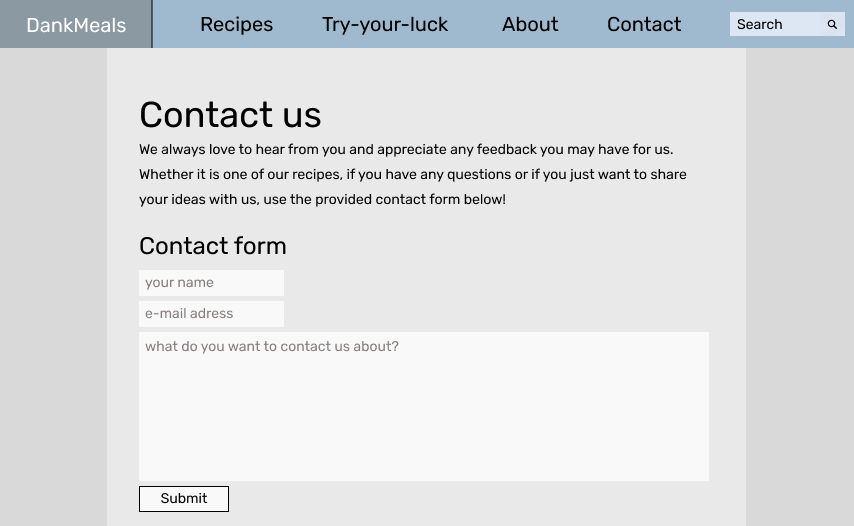 DankMeals
Recipes
Try-your-luck
About
Contact
Search
Contact us
We always love to hear from you and appreciate any feedback you may have for us.
Whether it is one of our recipes, if you have any questions or if you just want to share
your ideas with us, use the provided contact form below!
Contact form
your name
e-mail adress
what do you want to contact us about?
Submit